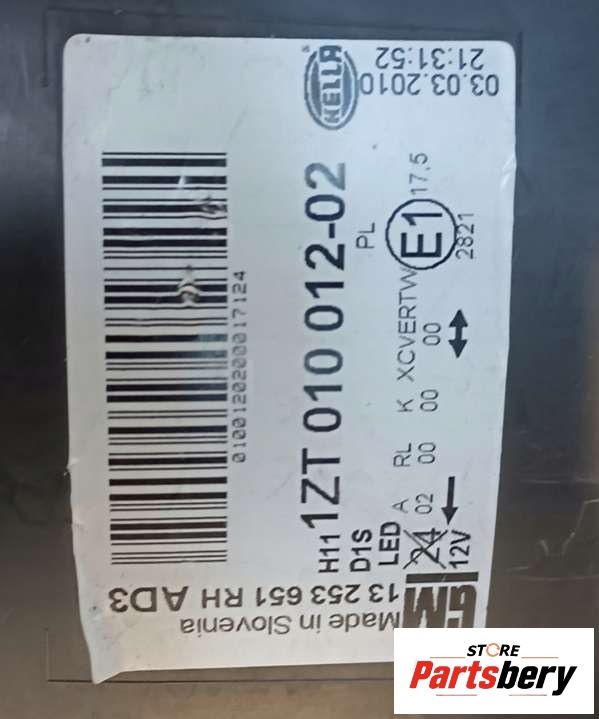 HELLA
03.03.2010
21:31:52
01001202000017124
H11 1ZT 010 012-02
D1S PL
LED A RL K XCVERTW E1 17.5
24 02 00 00 00 2821
12V
GM
13 253 651 RH AD3
Made in Slovenia
STORE
Partsbery